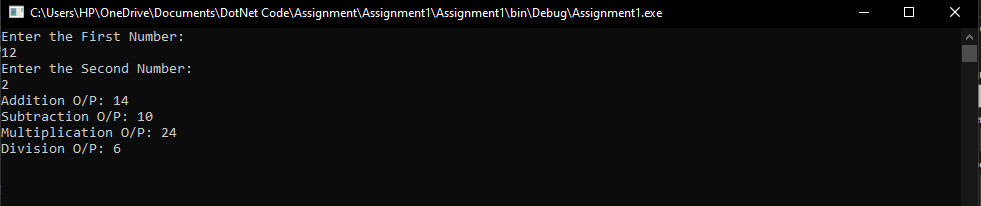 C:\Users\HP\OneDrive\Documents\DotNet Code\Assignment\Assignment1\Assignment1\bin\Debug\Assignment1.exe
Enter the First Number:
12
Enter the Second Number:
2
Addition O/P: 14
Subtraction O/P: 10
Multiplication O/P: 24
Division O/P: 6